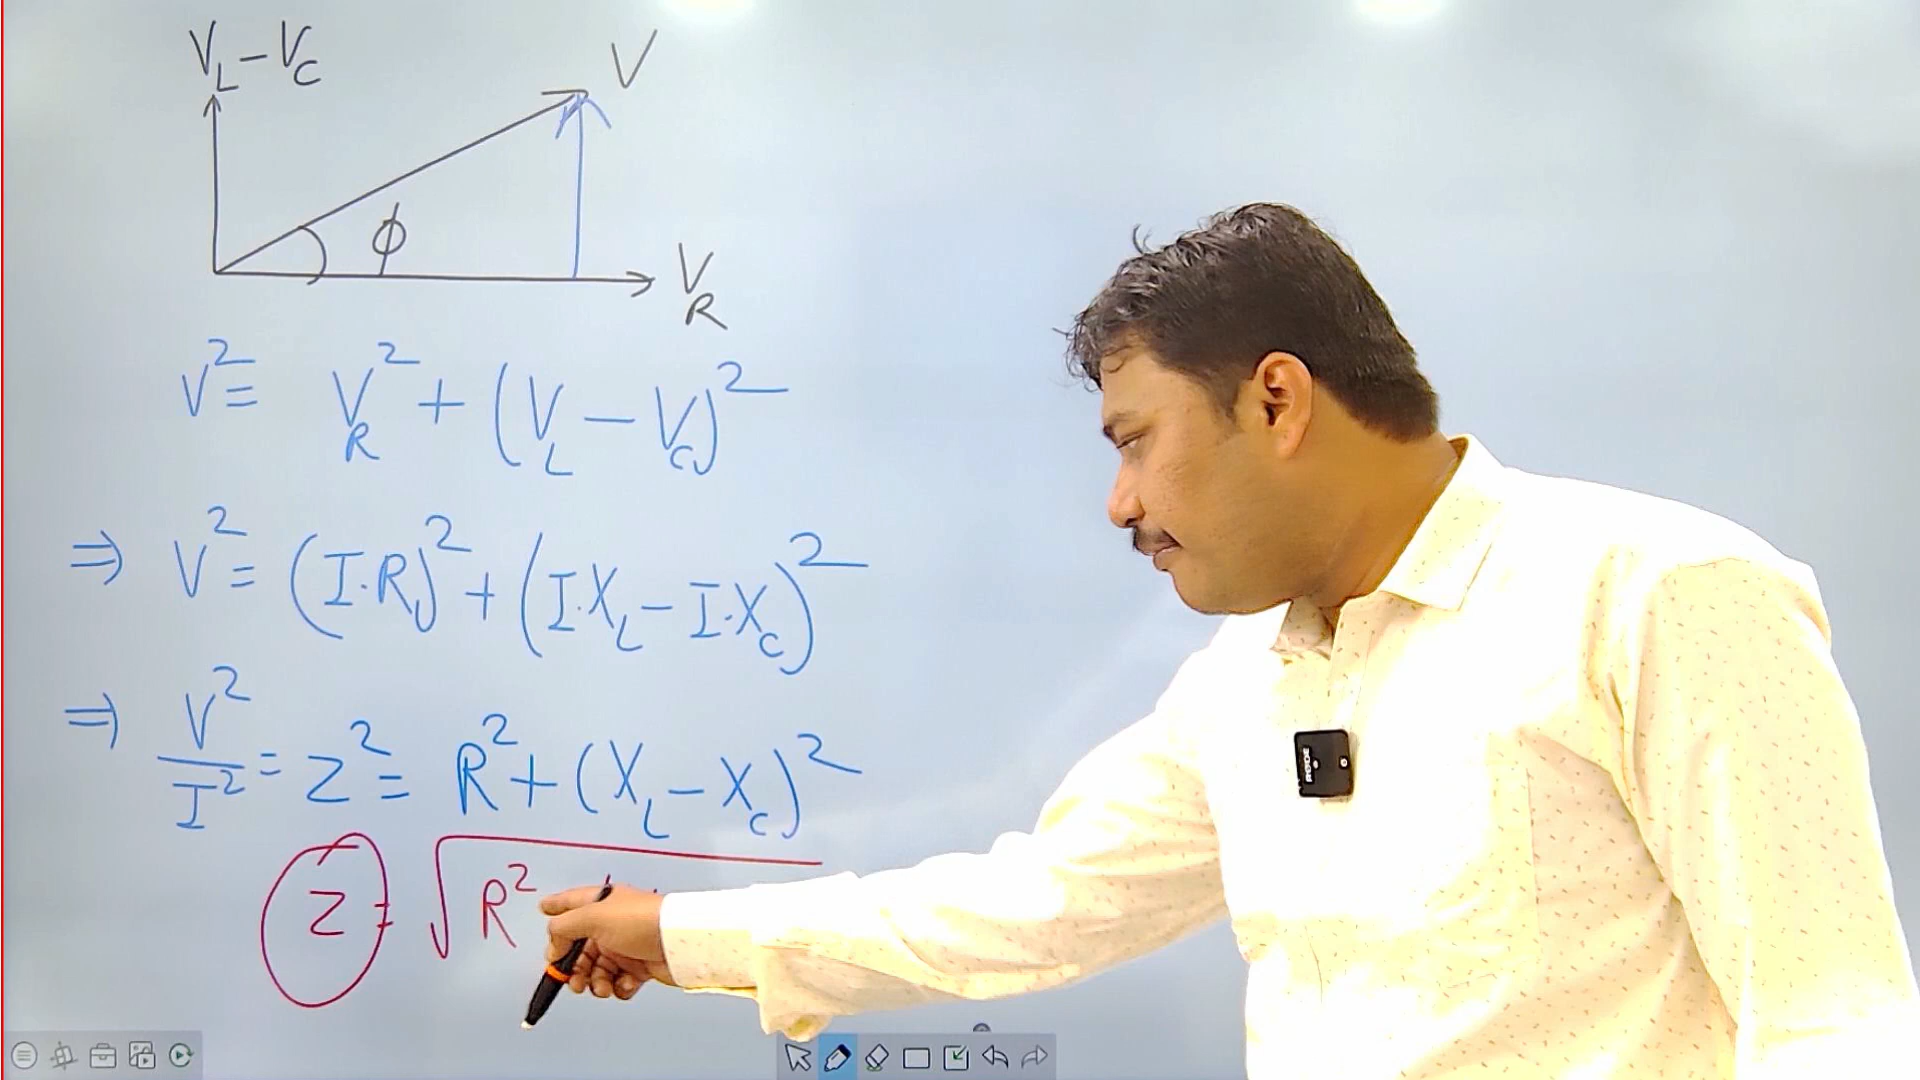 V_L - V_C
V
ϕ
V_R
V² = V_R² + (V_L - V_C)²
⇒ V² = (I·R)² + (I·X_L - I·X_C)²
⇒ V²/I² = Z² = R² + (X_L - X_C)²
Z = √R²
RØDE